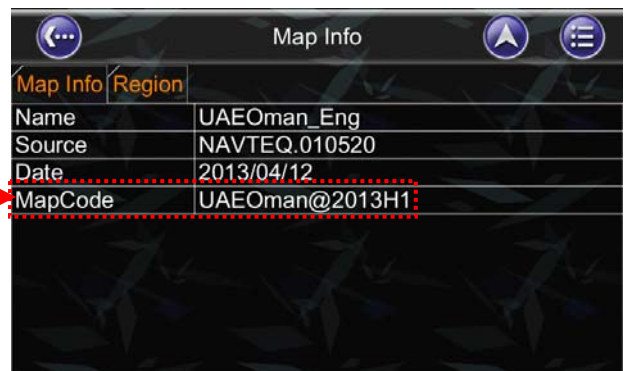 Map Info
Map Info Region
Name UAEOman_Eng
Source NAVTEQ.010520
Date 2013/04/12
MapCode UAEOman@2013H1